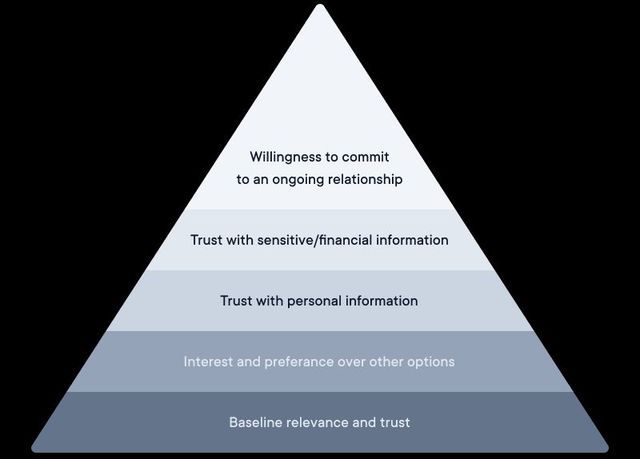 Willingness to commit
to an ongoing relationship
Trust with sensitive/financial information
Trust with personal information
Interest and preferance over other options
Baseline relevance and trust